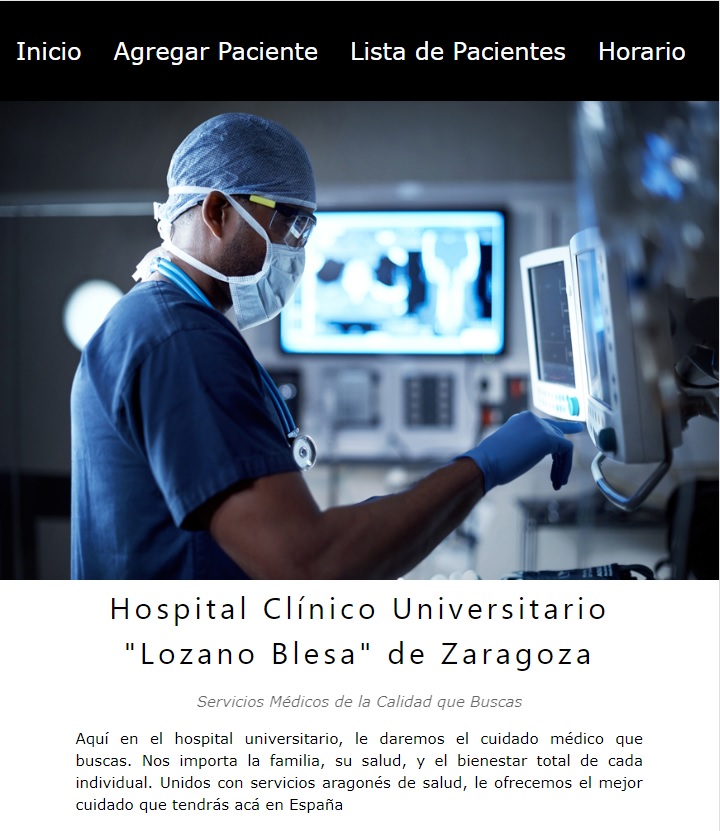 Inicio Agregar Paciente Lista de Pacientes Horario
Hospital Clínico Universitario
"Lozano Blesa" de Zaragoza
Servicios Médicos de la Calidad que Buscas
Aquí en el hospital universitario, le daremos el cuidado médico que
buscas. Nos importa la familia, su salud, y el bienestar total de cada
individual. Unidos con servicios aragonés de salud, le ofrecemos el mejor
cuidado que tendrás acá en España